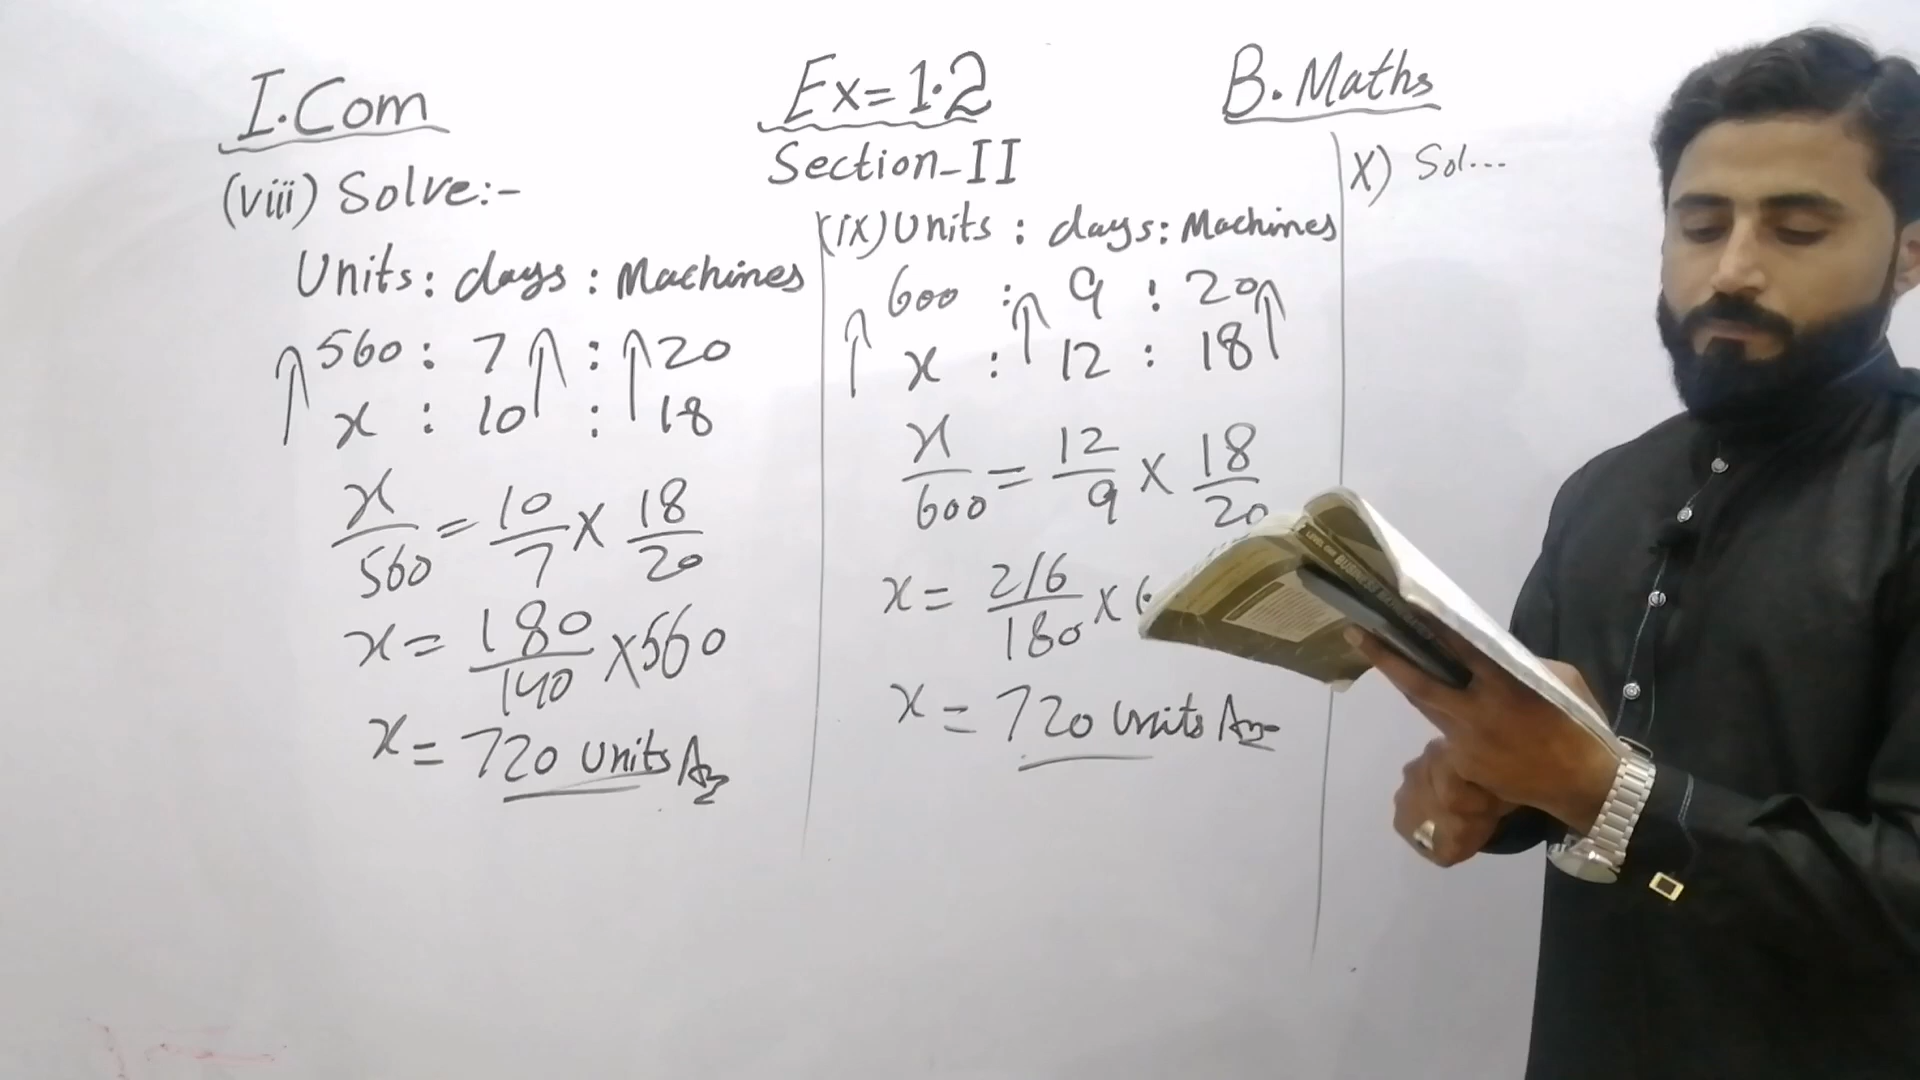 I.Com
Ex=1.2
B.Maths
Section-II
(viii) Solve:-
Units: days: Machines
560: 7 : 20
x : 10 : 18
x/560 = 10/7 X 18/20
x = 180/140 X560
x = 720 units Ans
(ix) Units : days: Machines
600 : 9 : 20
x : 12 : 18
x/600 = 12/9 X 18/20
x = 216/180 X
x = 720 units Ans
X) Sol...
BUSINESS